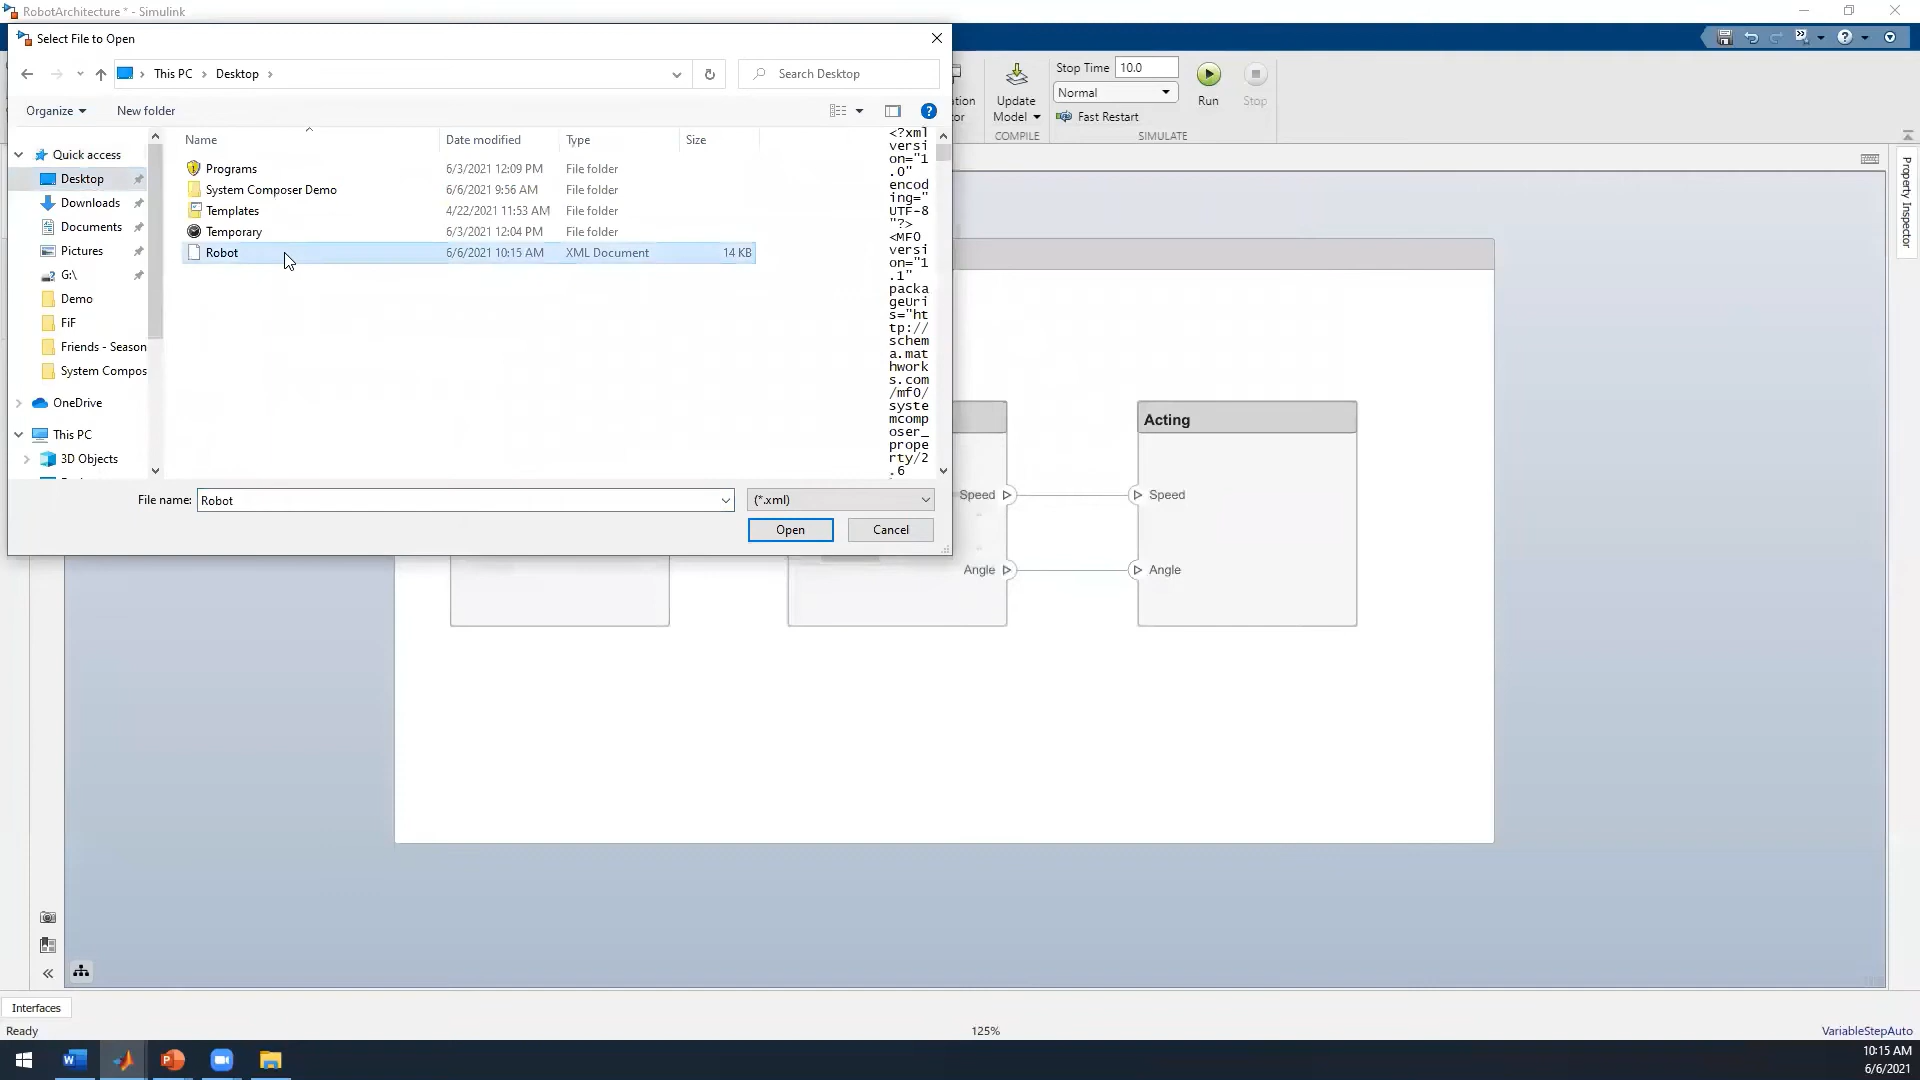 RobotArchitecture * - Simulink
Select File to Open
This PC
Desktop
Search Desktop
Organize
New folder
Name
Date modified
Type
Size
Quick access
Desktop
Downloads
Documents
Pictures
G:\
Demo
FiF
Friends - Season
System Compos
OneDrive
This PC
3D Objects
Programs 6/3/2021 12:09 PM File folder
System Composer Demo 6/6/2021 9:56 AM File folder
Templates 4/22/2021 11:53 AM File folder
Temporary 6/3/2021 12:04 PM File folder
Robot 6/6/2021 10:15 AM XML Document 14 KB
<?xml
versi
on="1
.0"
encod
ing="
UTF-8
"?>
<MF0
versi
on="1
.1"
packa
geUri
s="ht
tp://
schem
a.mat
hwork
s.com
/mf0/
syste
mcomp
oser_
prope
rty/2
.6
File name: Robot
(*.xml)
Open
Cancel
tion
or
Update
Model
COMPILE
Stop Time 10.0
Normal
Fast Restart
Run
Stop
SIMULATE
Property Inspector
Acting
Speed
Speed
Angle
Angle
Interfaces
Ready
125%
VariableStepAuto
10:15 AM
6/6/2021